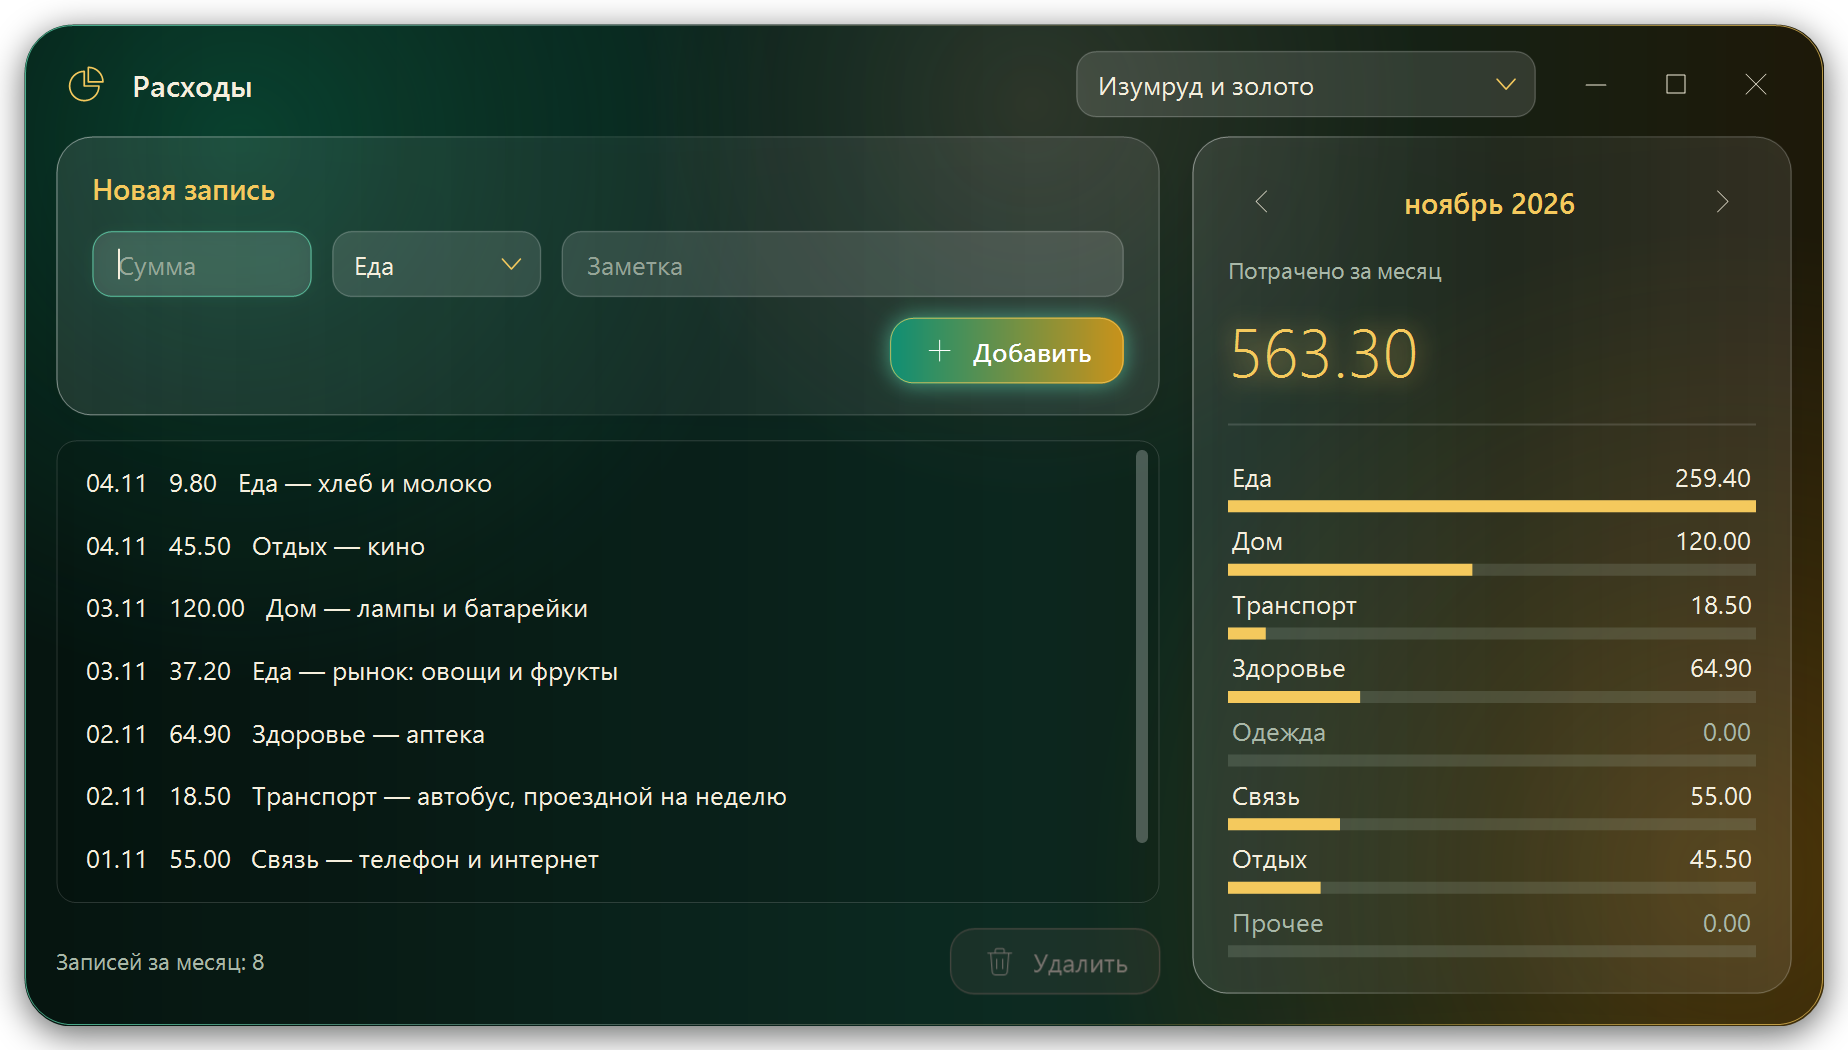 Расходы
Изумруд и золото
Новая запись
Сумма
Еда
Заметка
Добавить
04.11 9.80 Еда — хлеб и молоко
04.11 45.50 Отдых — кино
03.11 120.00 Дом — лампы и батарейки
03.11 37.20 Еда — рынок: овощи и фрукты
02.11 64.90 Здоровье — аптека
02.11 18.50 Транспорт — автобус, проездной на неделю
01.11 55.00 Связь — телефон и интернет
Записей за месяц: 8
Удалить
ноябрь 2026
Потрачено за месяц
563.30
Еда 259.40
Дом 120.00
Транспорт 18.50
Здоровье 64.90
Одежда 0.00
Связь 55.00
Отдых 45.50
Прочее 0.00